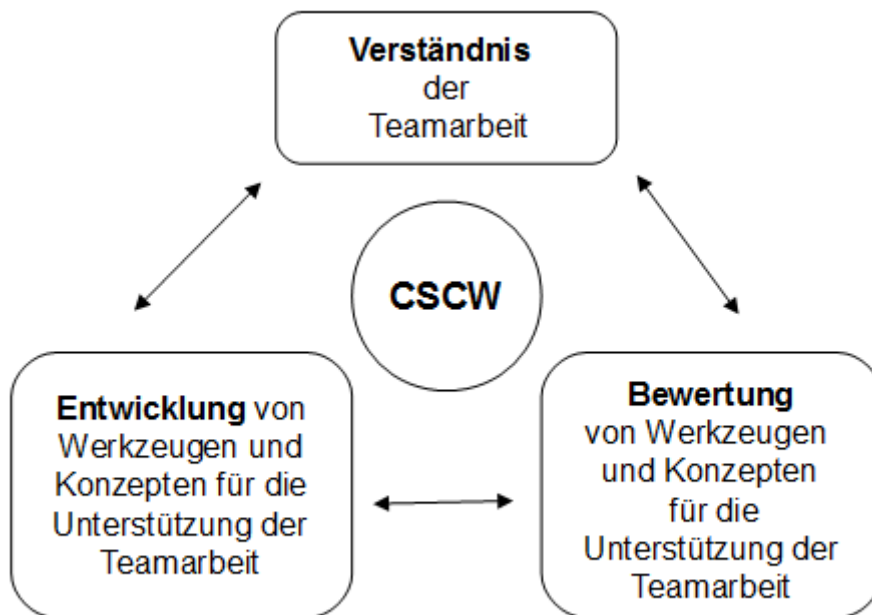 Verständnis
der
Teamarbeit
CSCW
Entwicklung von
Werkzeugen und
Konzepten für die
Unterstützung der
Teamarbeit
Bewertung
von Werkzeugen
und Konzepten
für die
Unterstützung der
Teamarbeit